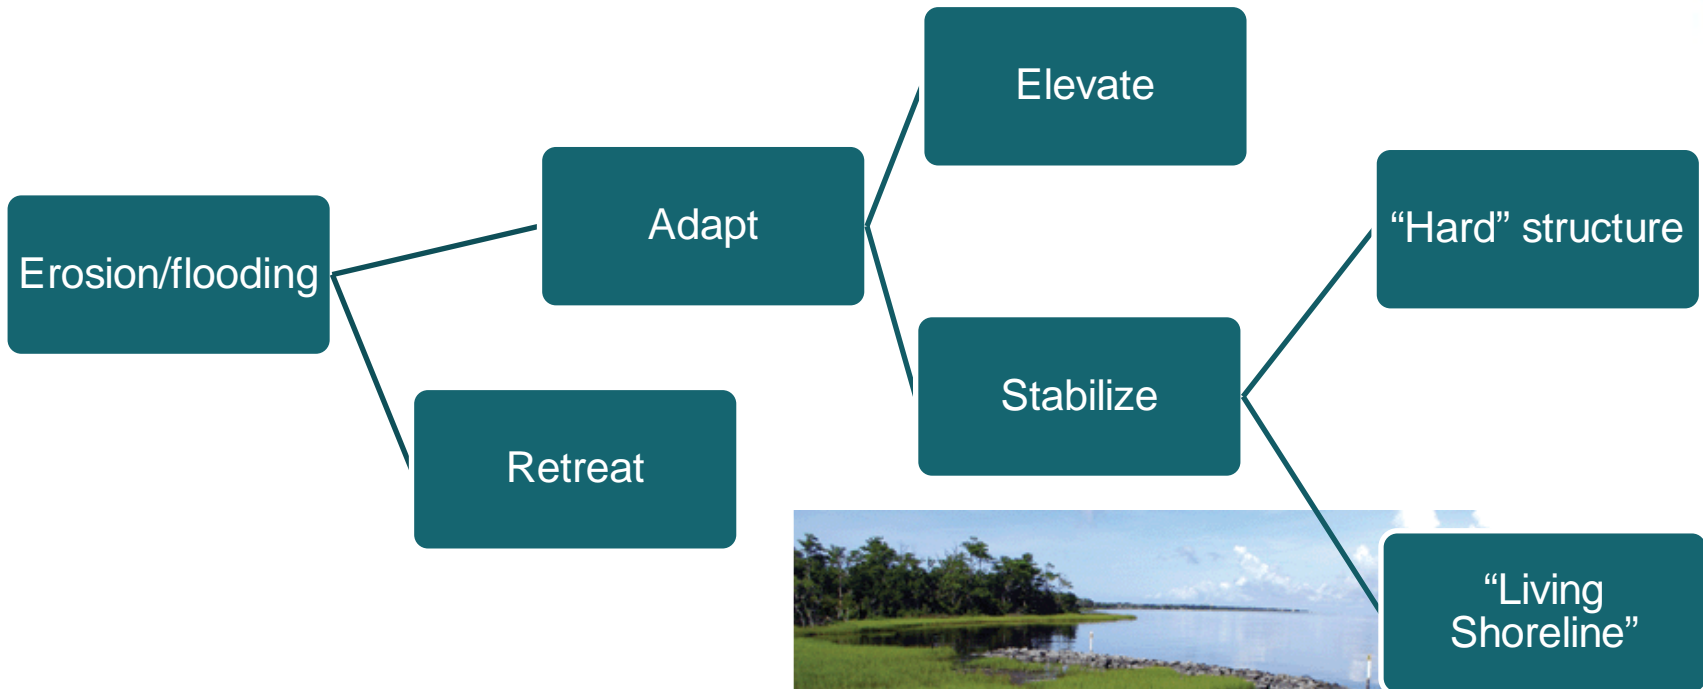 Elevate
Adapt
"Hard" structure
Erosion/flooding
Stabilize
Retreat
“Living
Shoreline”